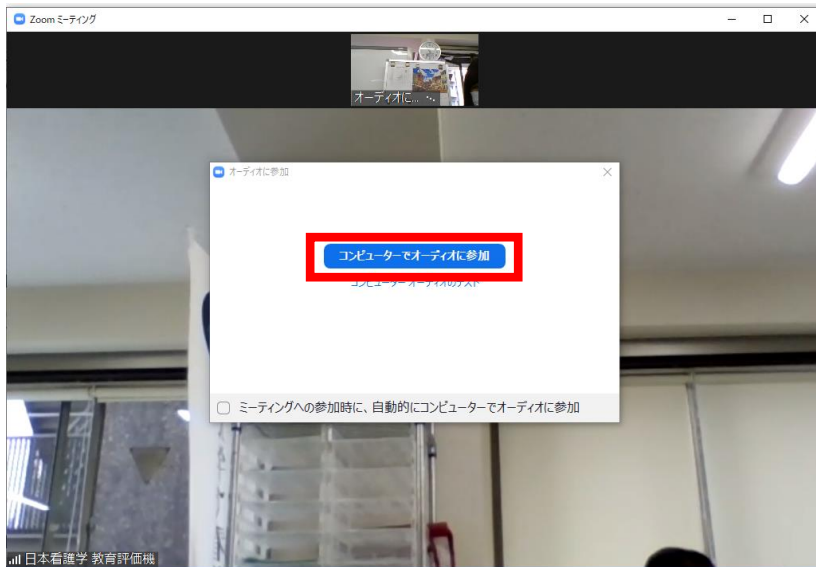 Zoom ミーティング
オーディオに...
オーディオに参加
コンピューターでオーディオに参加
コンピューター オーディオのテスト
ミーティングへの参加時に、自動的にコンピューターでオーディオに参加
日本看護学 教育評価機